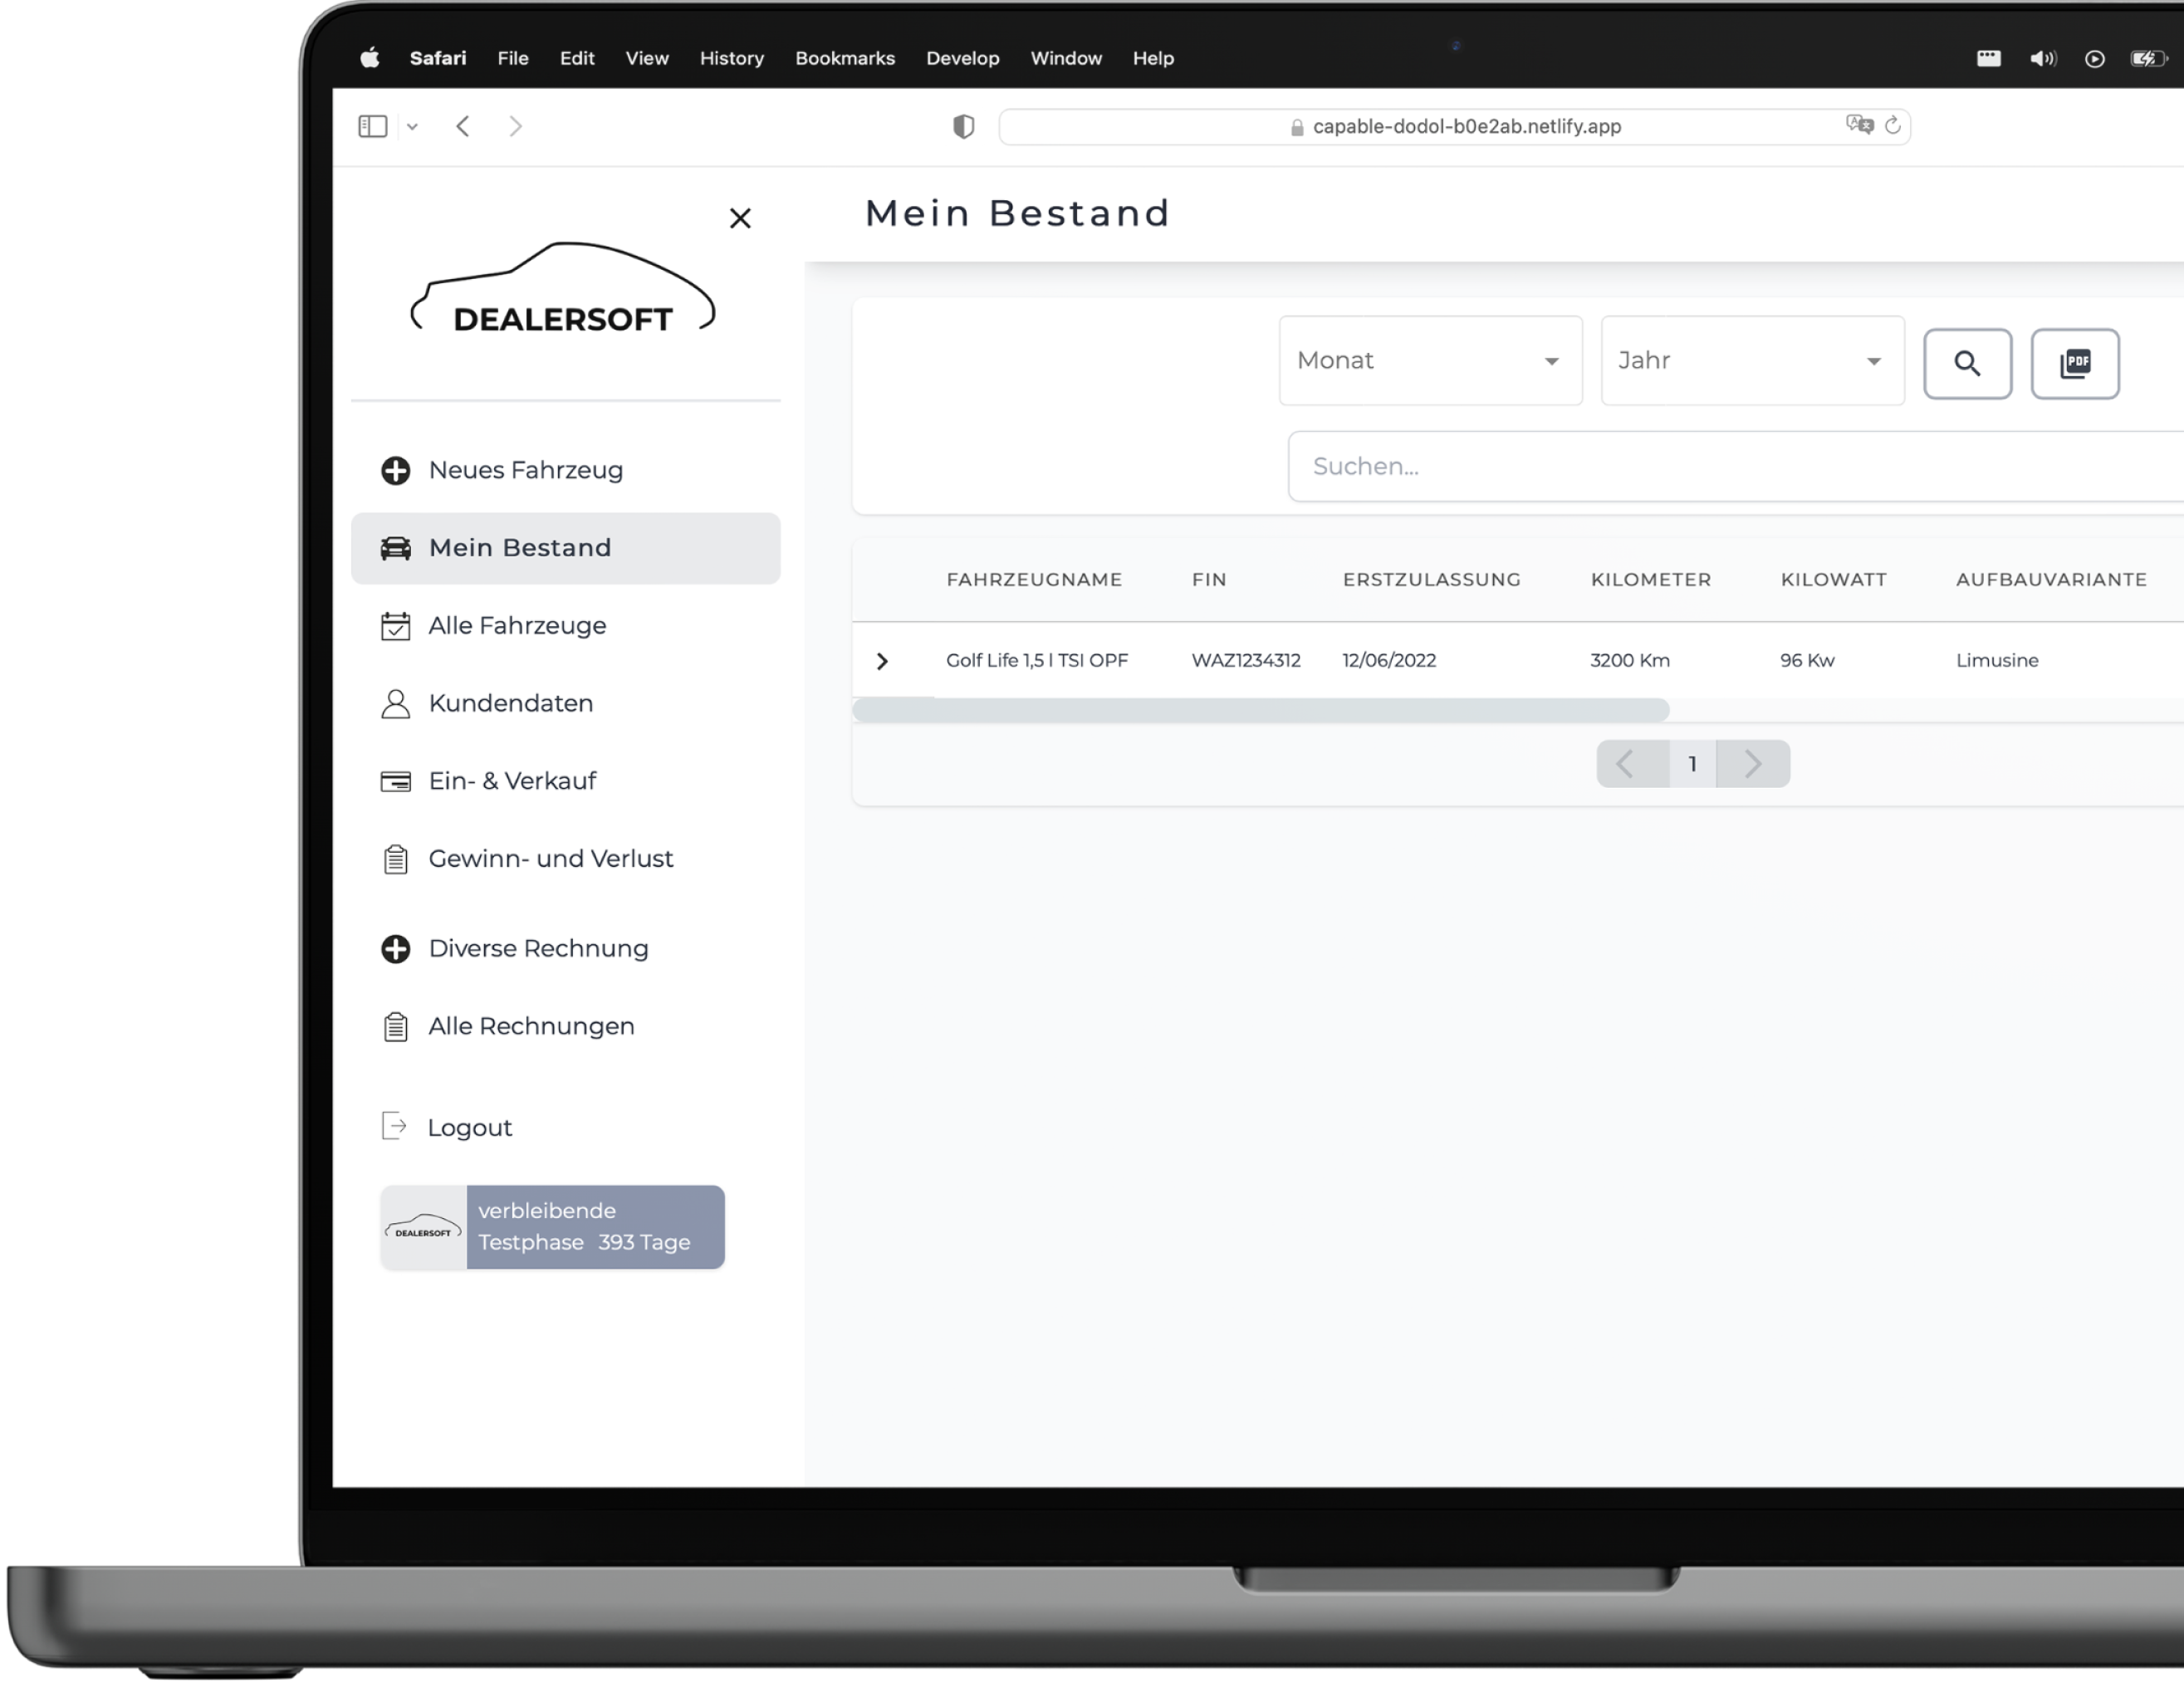 Safari File Edit View History Bookmarks Develop Window Help
capable-dodol-b0e2ab.netlify.app
DEALERSOFT
Neues Fahrzeug
Mein Bestand
Alle Fahrzeuge
Kundendaten
Ein- & Verkauf
Gewinn- und Verlust
Diverse Rechnung
Alle Rechnungen
Logout
DEALERSOFT
verbleibende
Testphase 393 Tage
Mein Bestand
Monat Jahr PDF
Suchen...
FAHRZEUGNAME FIN ERSTZULASSUNG KILOMETER KILOWATT AUFBAUVARIANTE
Golf Life 1,5 l TSI OPF WAZ1234312 12/06/2022 3200 Km 96 Kw Limusine
1